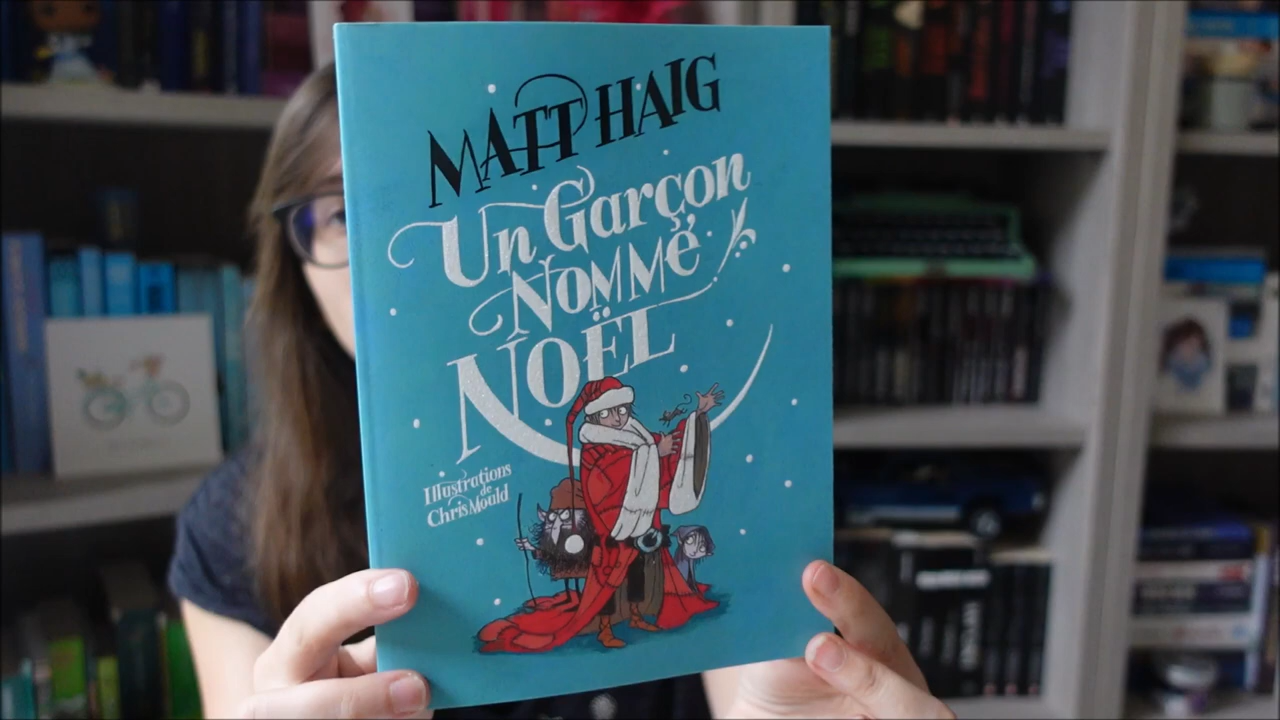 MATT HAIG
Un Garçon
NOMMÉ
NOËL
Illustrations
de
Chris Mould